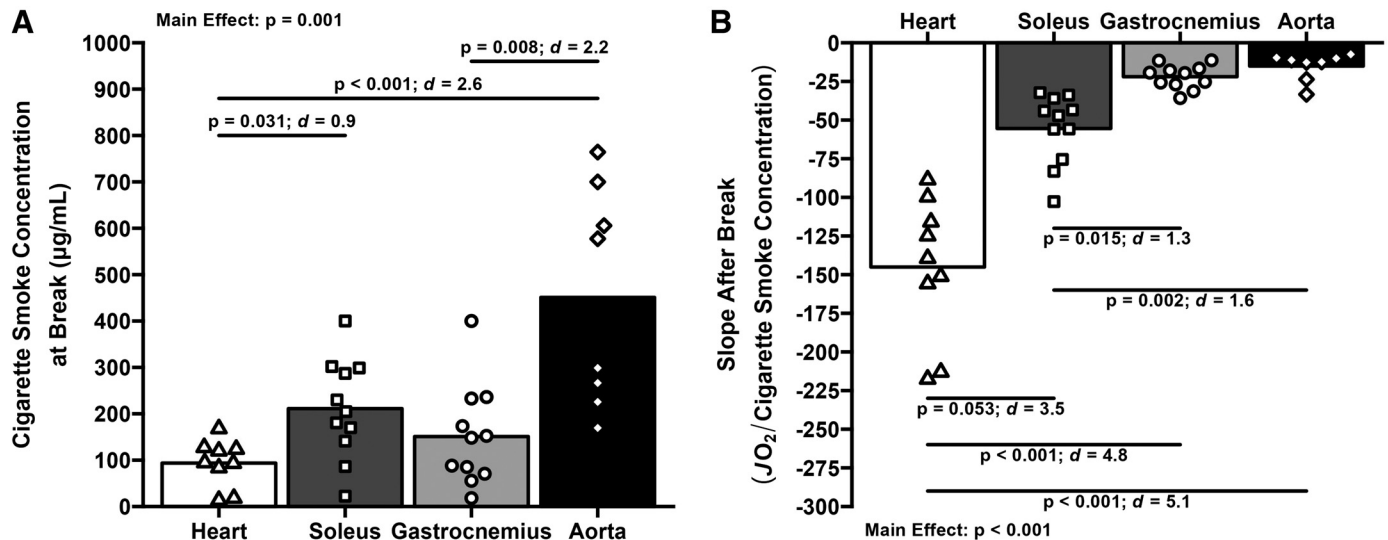 A
Main Effect: p = 0.001
Cigarette Smoke Concentration
at Break (µg/mL)
1000
900
800
700
600
500
400
300
200
100
0
p = 0.008; d = 2.2
p < 0.001; d = 2.6
p = 0.031; d = 0.9
Heart Soleus Gastrocnemius Aorta
B
Heart Soleus Gastrocnemius Aorta
Slope After Break
(JO₂/Cigarette Smoke Concentration)
0
-25
-50
-75
-100
-125
-150
-175
-200
-225
-250
-275
-300
p = 0.015; d = 1.3
p = 0.002; d = 1.6
p = 0.053; d = 3.5
p < 0.001; d = 4.8
p < 0.001; d = 5.1
Main Effect: p < 0.001